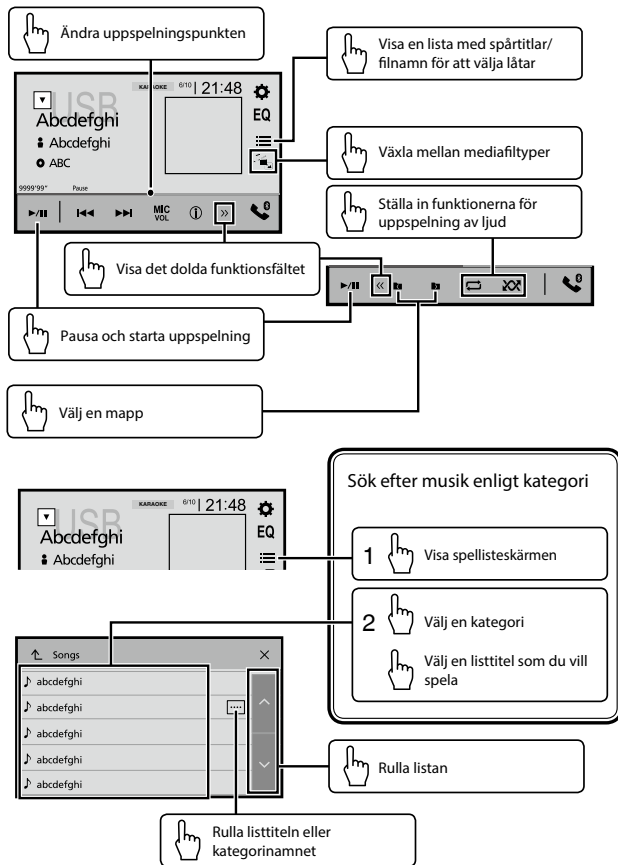 Ändra uppspelningspunkten
Visa en lista med spårtitlar/
filnamn för att välja låtar
USB
KARAOKE 6/10 21:48
EQ
Abcdefghi
Abcdefghi
ABC
9999'99" Pause
MIC
VOL
Växla mellan mediafiltyper
Ställa in funktionerna för
uppspelning av ljud
Visa det dolda funktionsfältet
Pausa och starta uppspelning
Välj en mapp
Sök efter musik enligt kategori
USB
KARAOKE 6/10 21:48
EQ
Abcdefghi
Abcdefghi
1 Visa spellisteskärmen
2 Välj en kategori
Välj en listtitel som du vill
spela
Songs
abcdefghi
abcdefghi
abcdefghi
abcdefghi
abcdefghi
Rulla listan
Rulla listtiteln eller
kategorinamnet